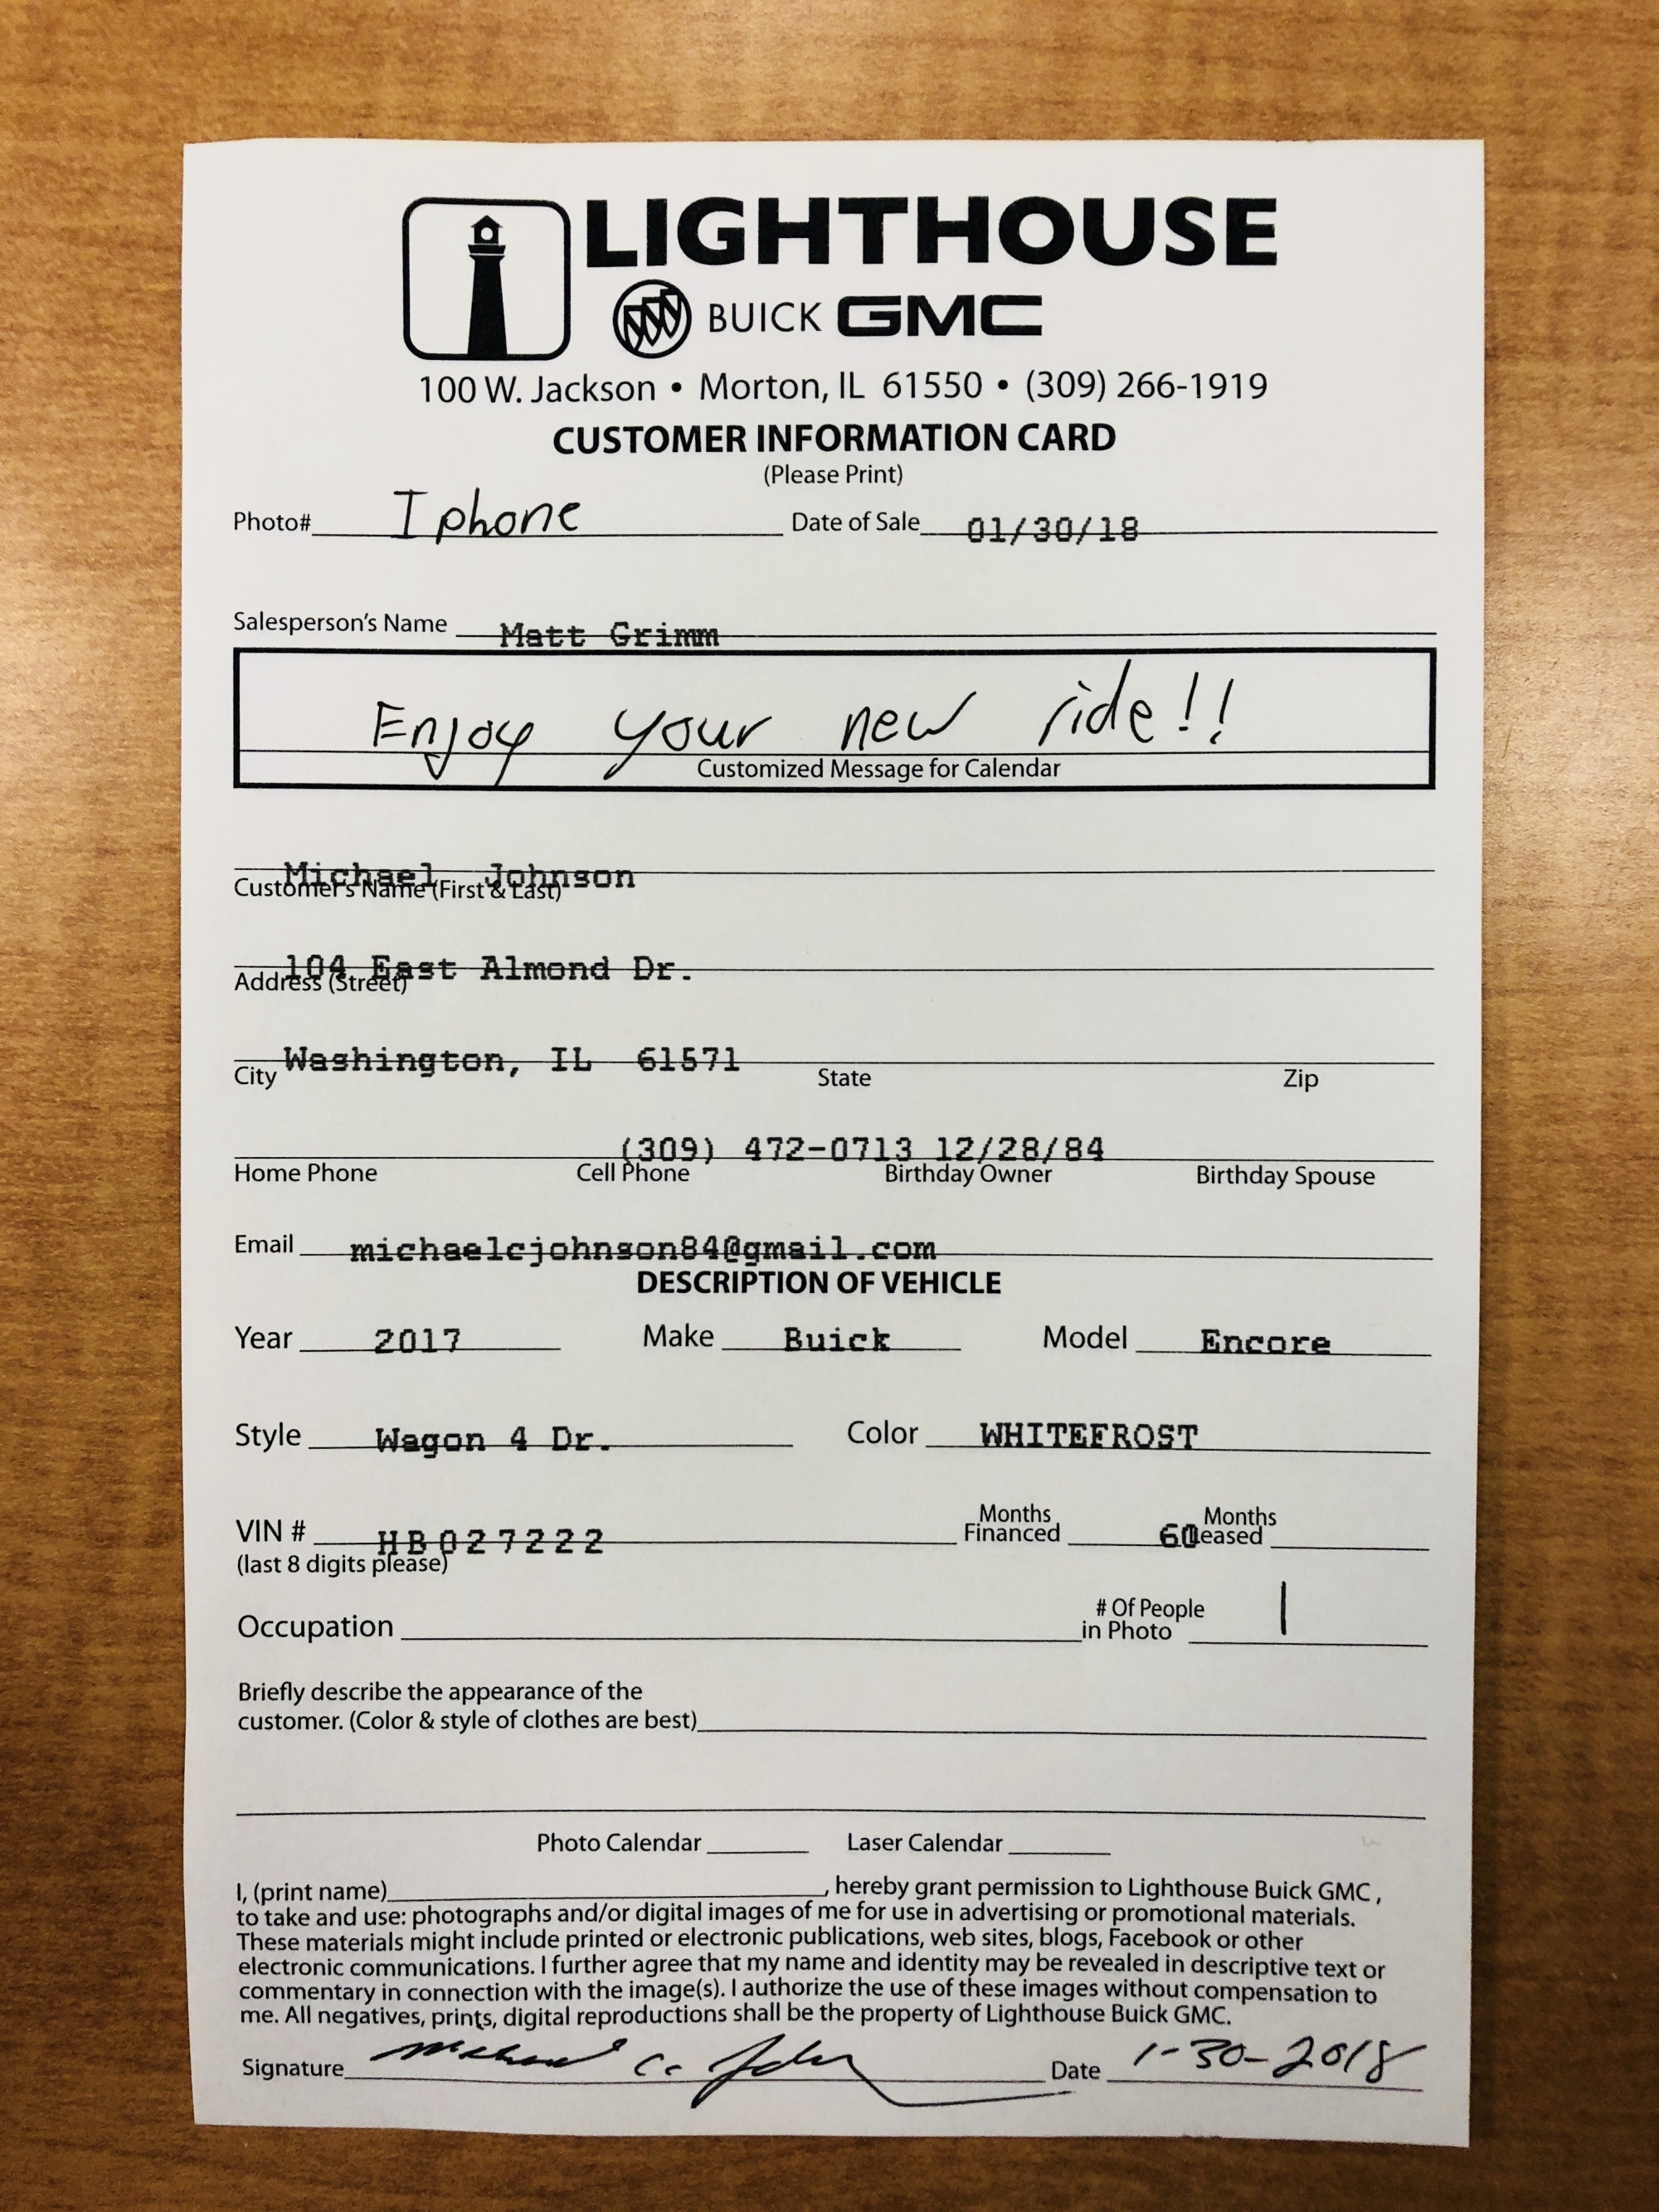 LIGHTHOUSE
BUICK GMC
100 W. Jackson • Morton, IL 61550 • (309) 266-1919
CUSTOMER INFORMATION CARD
(Please Print)
Photo# Iphone Date of Sale 01/30/18
Salesperson's Name Matt Grimm
Enjoy your new ride!!
Customized Message for Calendar
Michael Johnson
Customer's Name (First & Last)
104 East Almond Dr.
Address (Street)
Washington, IL 61571
City State Zip
(309) 472-0713 12/28/84
Home Phone Cell Phone Birthday Owner Birthday Spouse
Email michaelcjohnson84@gmail.com
DESCRIPTION OF VEHICLE
Year 2017 Make Buick Model Encore
Style Wagon 4 Dr. Color WHITEFROST
VIN # HB027222 Months Financed 60 Months Leased
(last 8 digits please)
Occupation # Of People in Photo 1
Briefly describe the appearance of the
customer. (Color & style of clothes are best)
Photo Calendar Laser Calendar
I, (print name) , hereby grant permission to Lighthouse Buick GMC,
to take and use: photographs and/or digital images of me for use in advertising or promotional materials.
These materials might include printed or electronic publications, web sites, blogs, Facebook or other
electronic communications. I further agree that my name and identity may be revealed in descriptive text or
commentary in connection with the image(s). I authorize the use of these images without compensation to
me. All negatives, prints, digital reproductions shall be the property of Lighthouse Buick GMC.
Signature Michael C. Johnson Date 1-30-2018